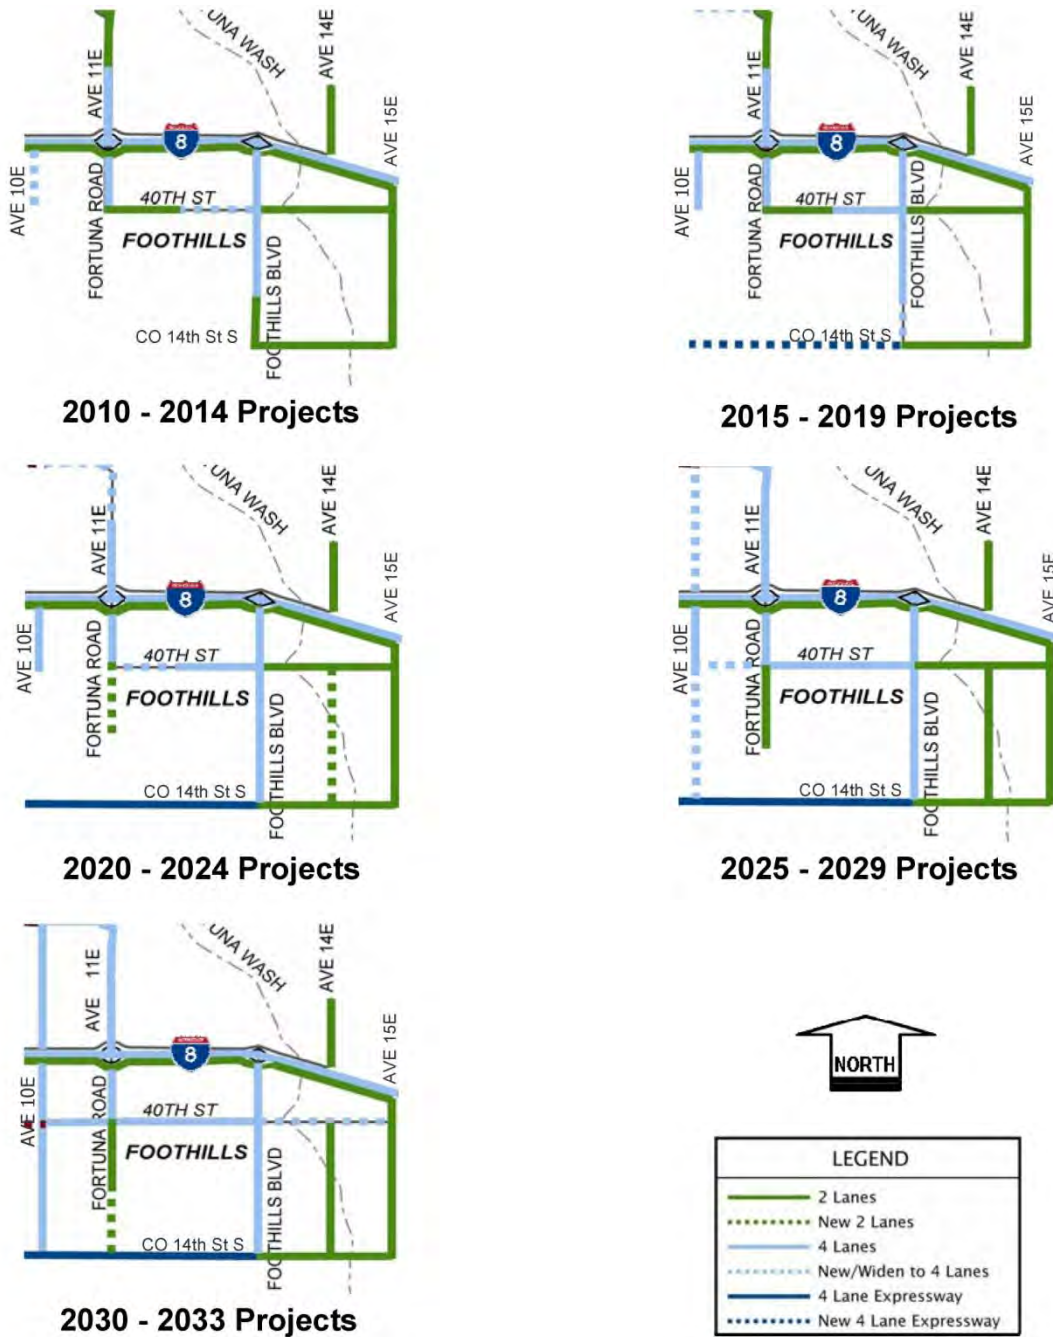 UNA WASH
AVE 14E
AVE 11E
AVE 15E
8
AVE 10E
FORTUNA ROAD
40TH ST
FOOTHILLS
FOOTHILLS BLVD
CO 14th St S
2010 - 2014 Projects
UNA WASH
AVE 14E
AVE 11E
AVE 15E
8
AVE 10E
FORTUNA ROAD
40TH ST
FOOTHILLS
FOOTHILLS BLVD
CO 14th St S
2015 - 2019 Projects
UNA WASH
AVE 14E
AVE 11E
AVE 15E
8
AVE 10E
FORTUNA ROAD
40TH ST
FOOTHILLS
FOOTHILLS BLVD
CO 14th St S
2020 - 2024 Projects
UNA WASH
AVE 14E
AVE 11E
AVE 15E
8
AVE 10E
FORTUNA ROAD
40TH ST
FOOTHILLS
FOOTHILLS BLVD
CO 14th St S
2025 - 2029 Projects
UNA WASH
AVE 14E
AVE 11E
AVE 15E
8
AVE 10E
FORTUNA ROAD
40TH ST
FOOTHILLS
FOOTHILLS BLVD
CO 14th St S
2030 - 2033 Projects
NORTH
LEGEND
2 Lanes
New 2 Lanes
4 Lanes
New/Widen to 4 Lanes
4 Lane Expressway
New 4 Lane Expressway